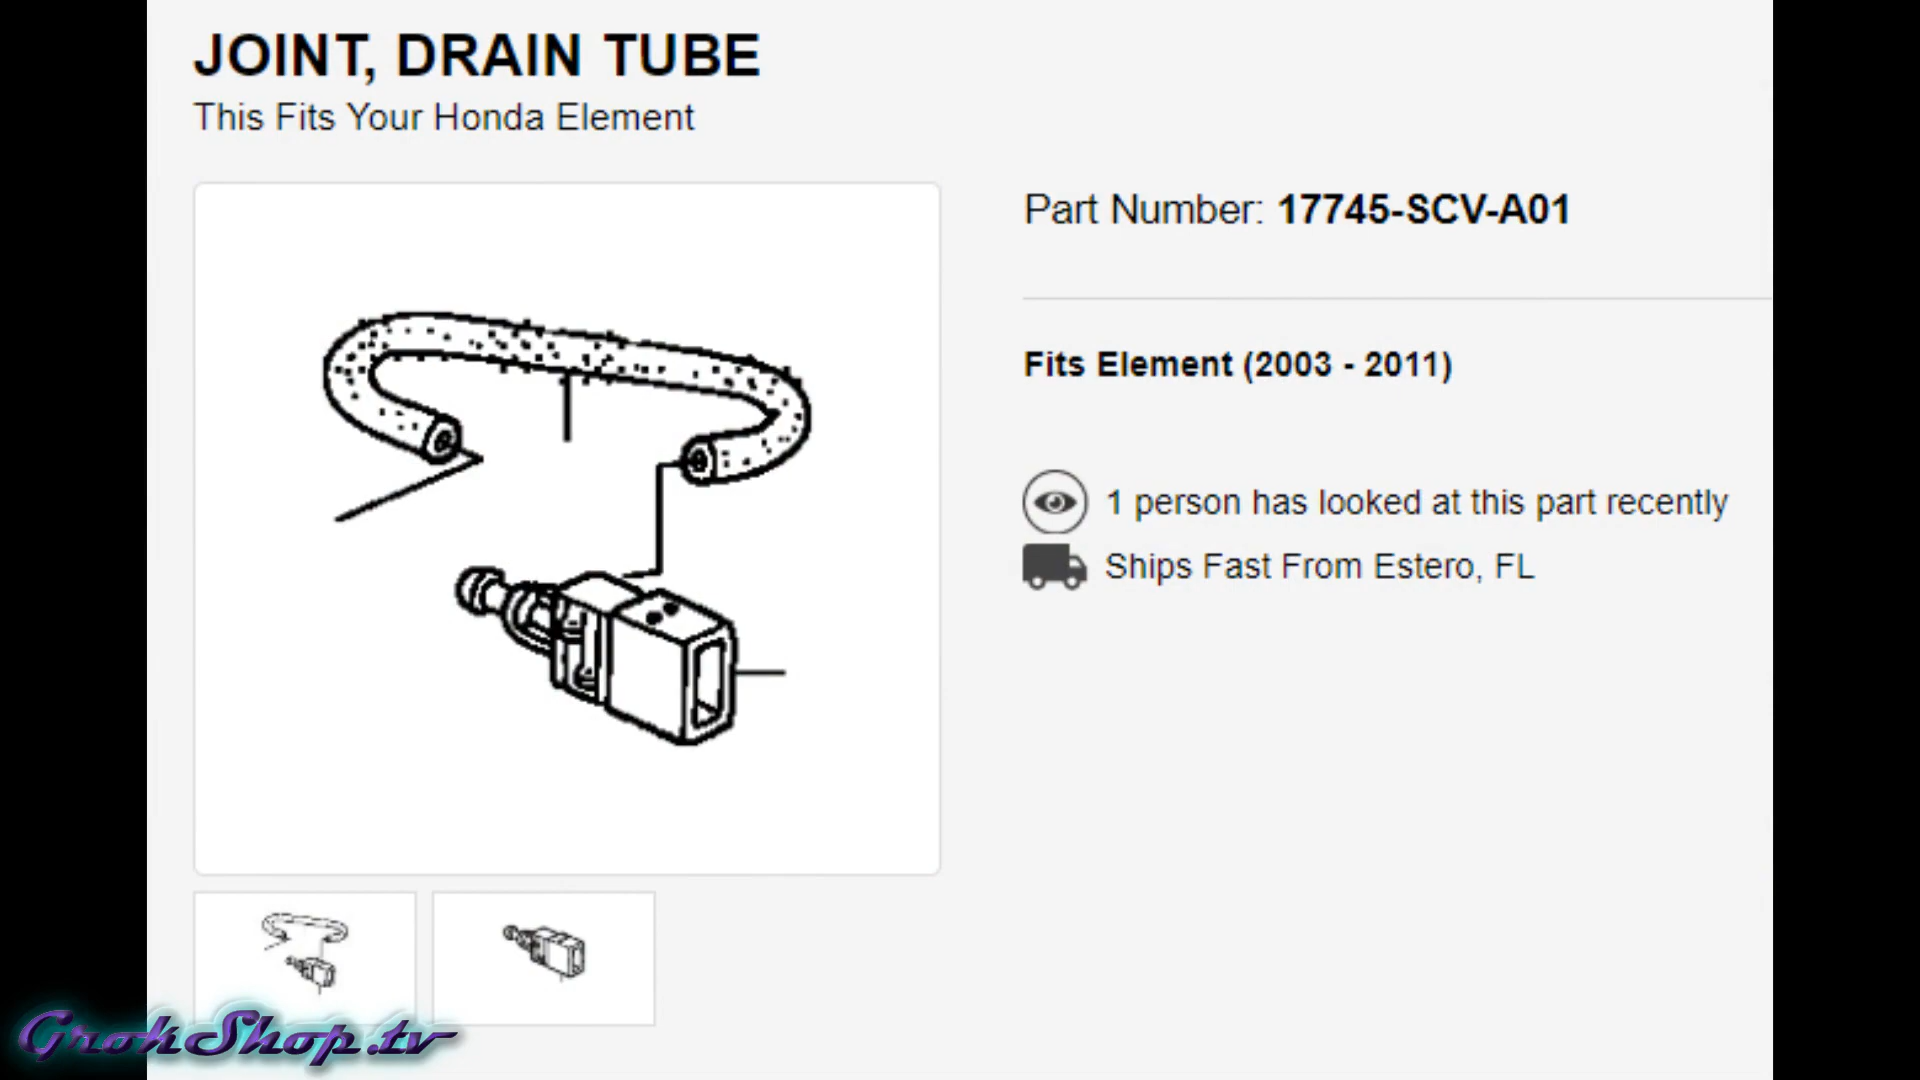 JOINT, DRAIN TUBE
This Fits Your Honda Element
Part Number: 17745-SCV-A01
Fits Element (2003 - 2011)
1 person has looked at this part recently
Ships Fast From Estero, FL
GrokShop.tv